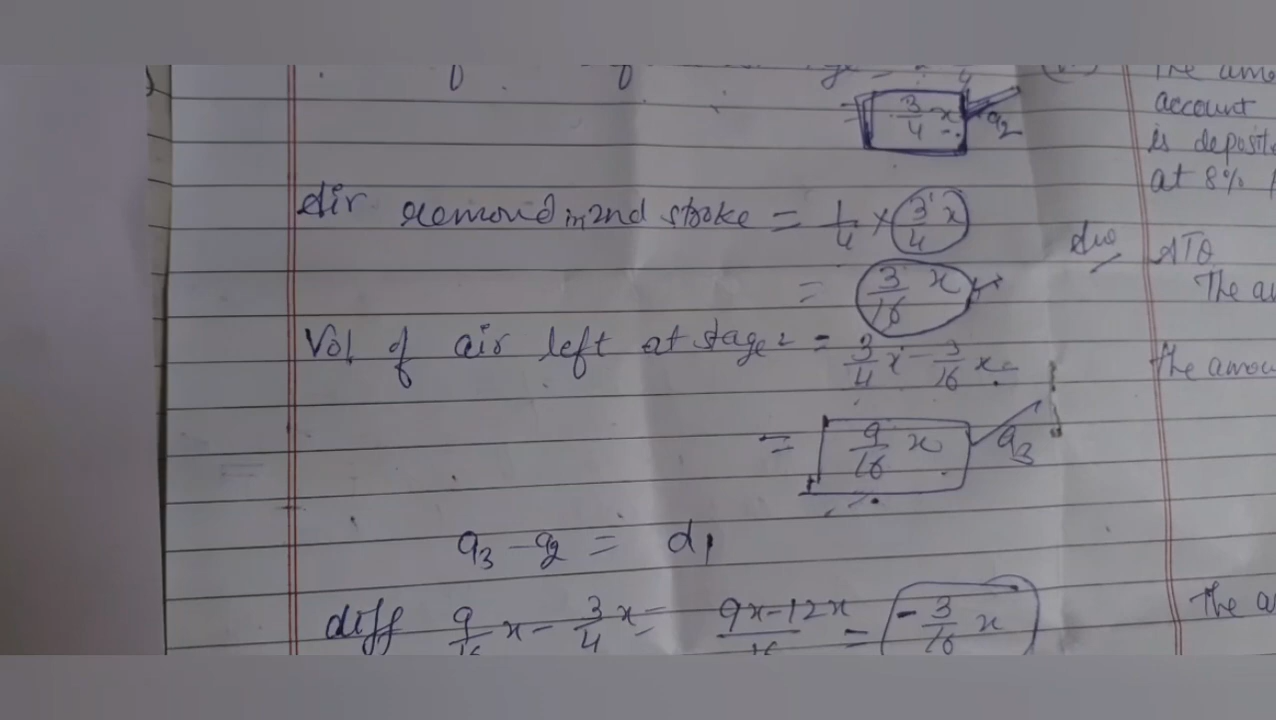 = 3/4 x a2
Air removed in 2nd stroke = 1/4 × 3/4 x
= 3/16 x
Vol of air left at stage 2 = 3/4 x - 3/16 x =
= 9/16 x a3
a3 - a2 = d1
diff 9/16 x - 3/4 x = 9x-12x/16 = -3/16 x
account
is deposite
at 8%
ATQ
The a
the amou
The a